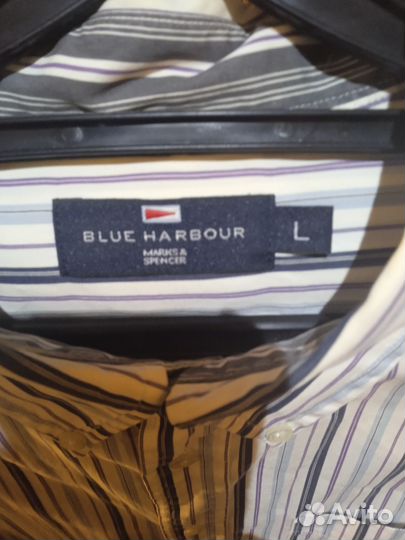 BLUE HARBOUR
MARKS &
SPENCER
L
Avito